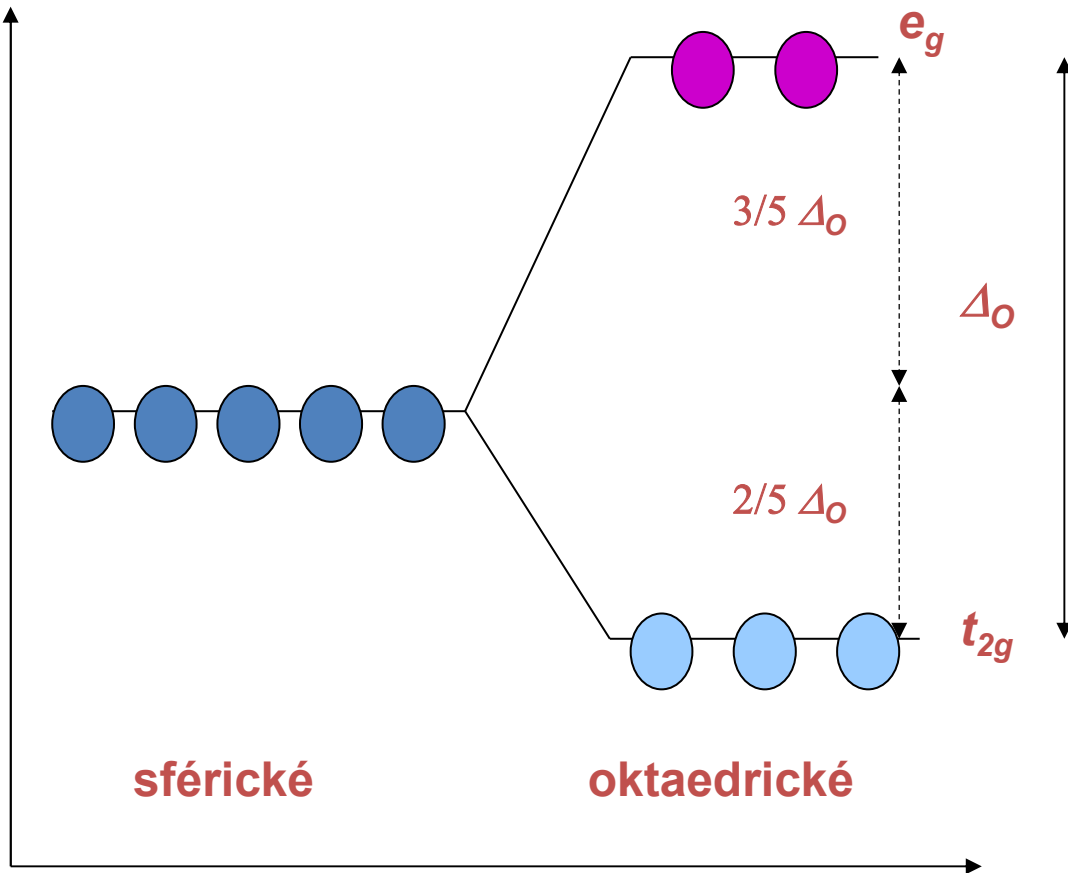 e_g
3/5 Δ_O
Δ_O
2/5 Δ_O
t_2g
sférické oktaedrické